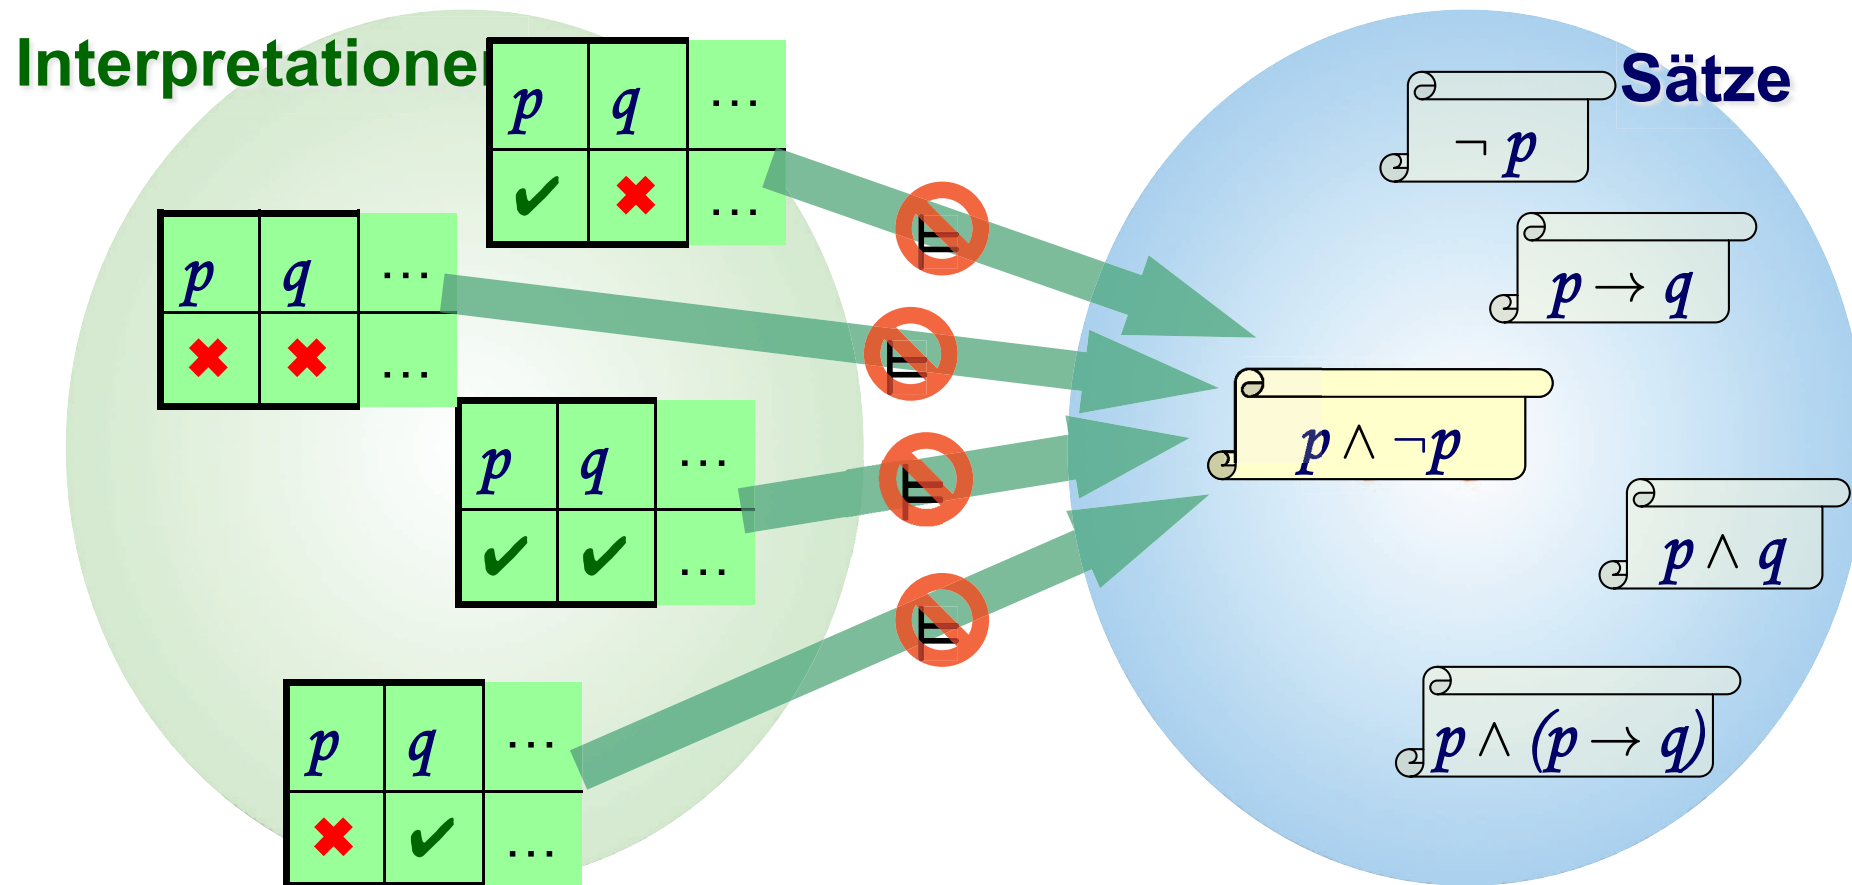 Interpretationen
p q ...
✔ ✖ ...
p q ...
✖ ✖ ...
p q ...
✔ ✔ ...
p q ...
✖ ✔ ...
⊨
⊨
⊨
⊨
Sätze
¬ p
p → q
p ∧ ¬p
p ∧ q
p ∧ (p → q)